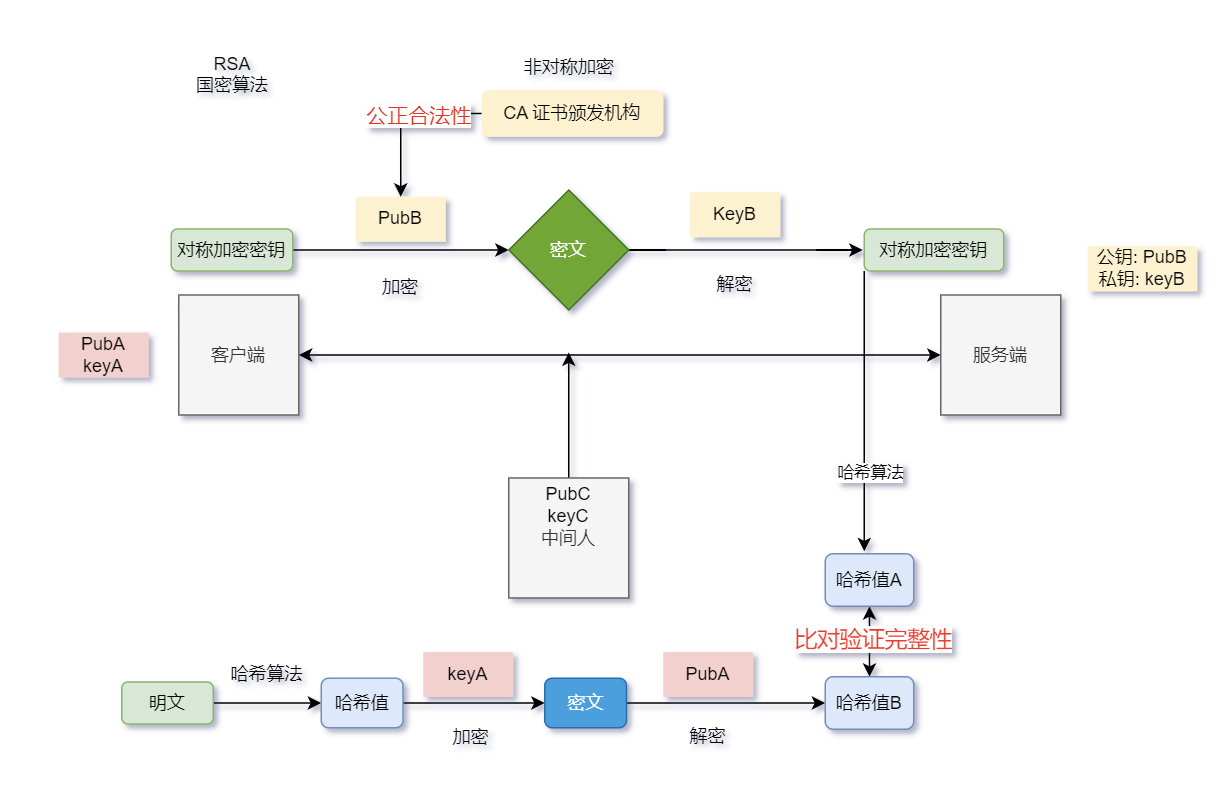 RSA
国密算法
非对称加密
公正合法性
CA 证书颁发机构
PubB
KeyB
对称加密密钥
密文
对称加密密钥
加密
解密
公钥: PubB
私钥: keyB
PubA
keyA
客户端
服务端
哈希算法
PubC
keyC
中间人
哈希值A
比对验证完整性
哈希算法
keyA
PubA
明文
哈希值
密文
哈希值B
加密
解密